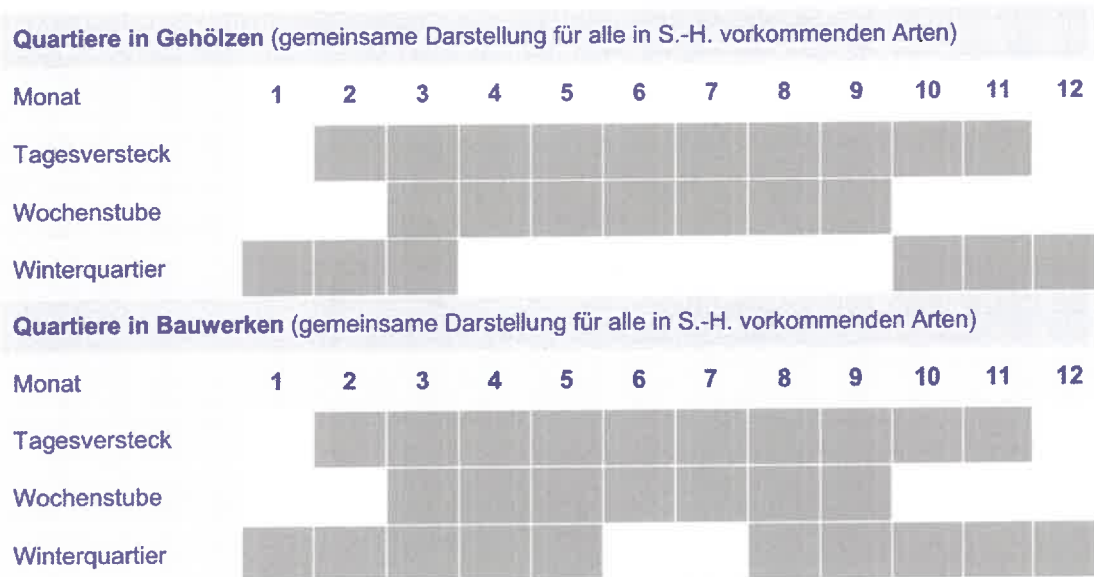 Quartiere in Gehölzen (gemeinsame Darstellung für alle in S.-H. vorkommenden Arten)
Monat 1 2 3 4 5 6 7 8 9 10 11 12
Tagesversteck
Wochenstube
Winterquartier
Quartiere in Bauwerken (gemeinsame Darstellung für alle in S.-H. vorkommenden Arten)
Monat 1 2 3 4 5 6 7 8 9 10 11 12
Tagesversteck
Wochenstube
Winterquartier